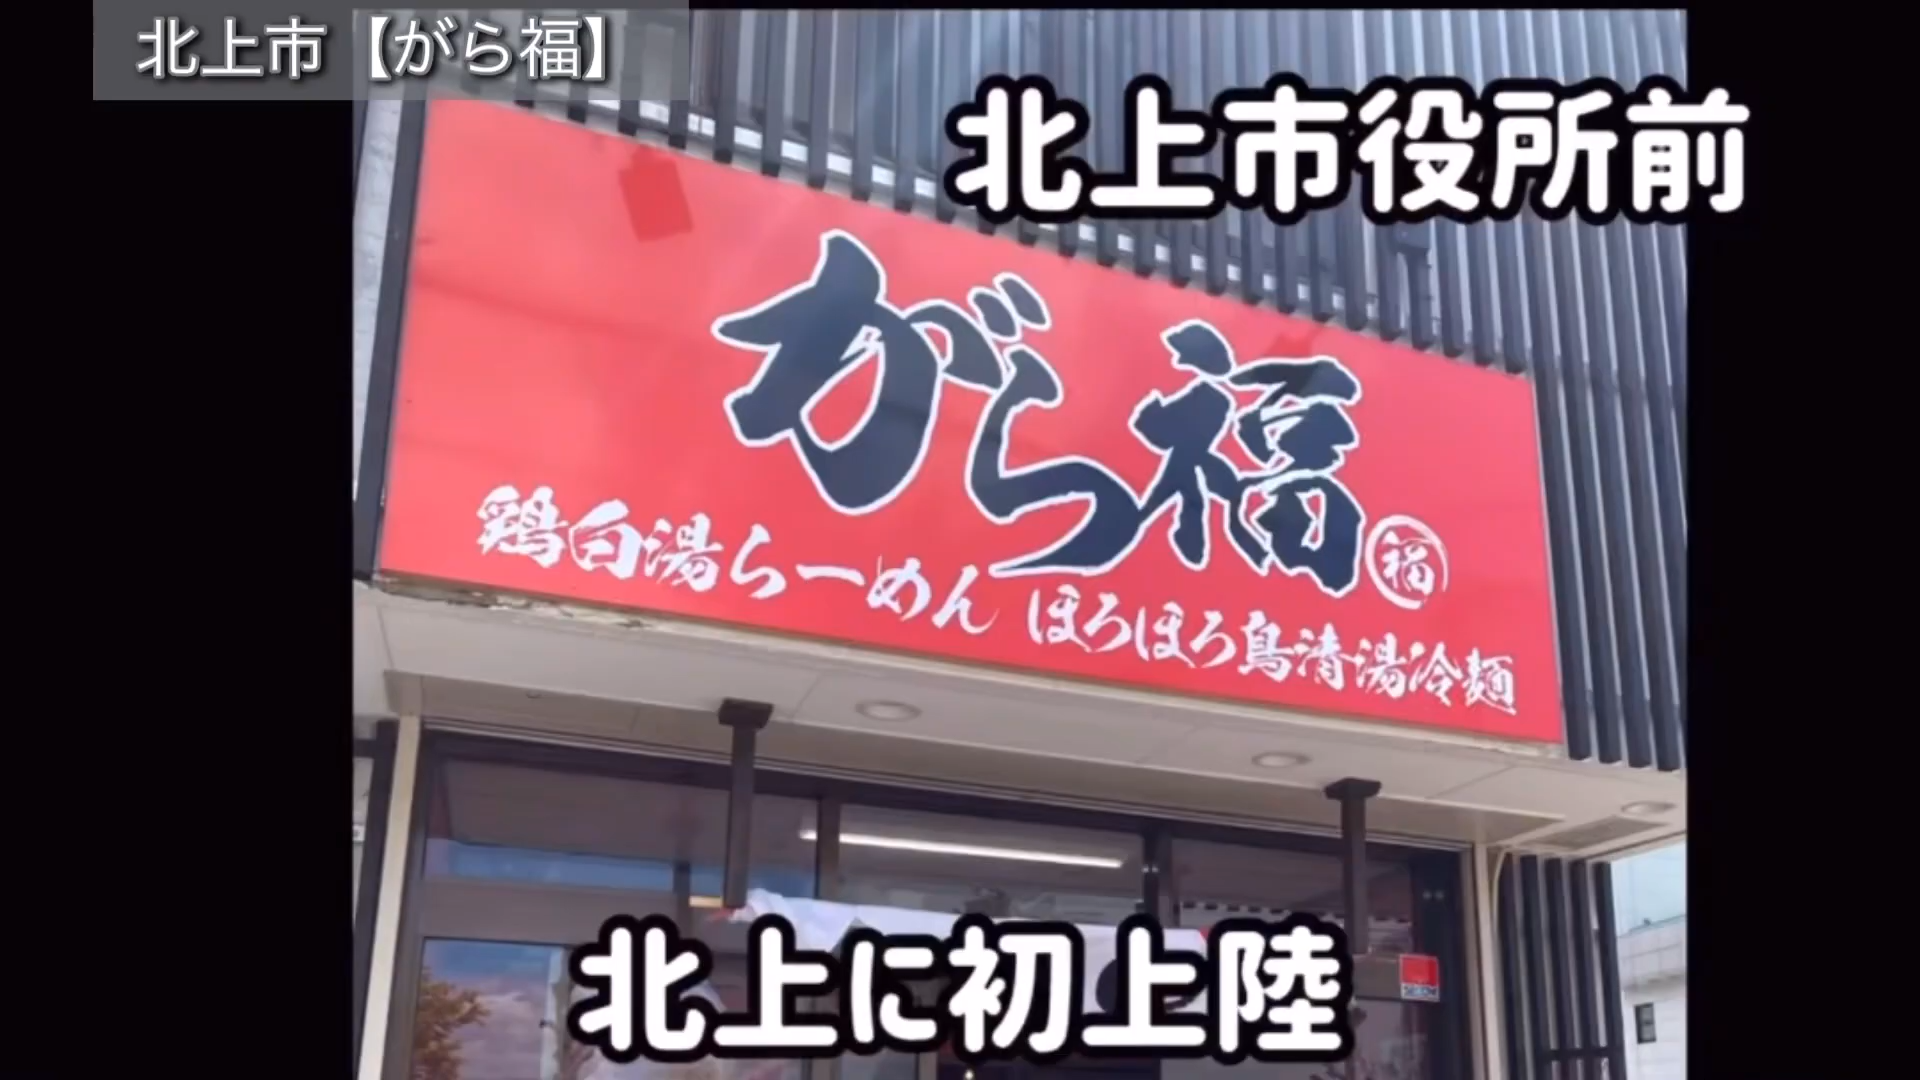 北上市【がら福】
北上市役所前
がら福
福
鶏白湯らーめん ほろほろ鳥清湯冷麺
北上に初上陸